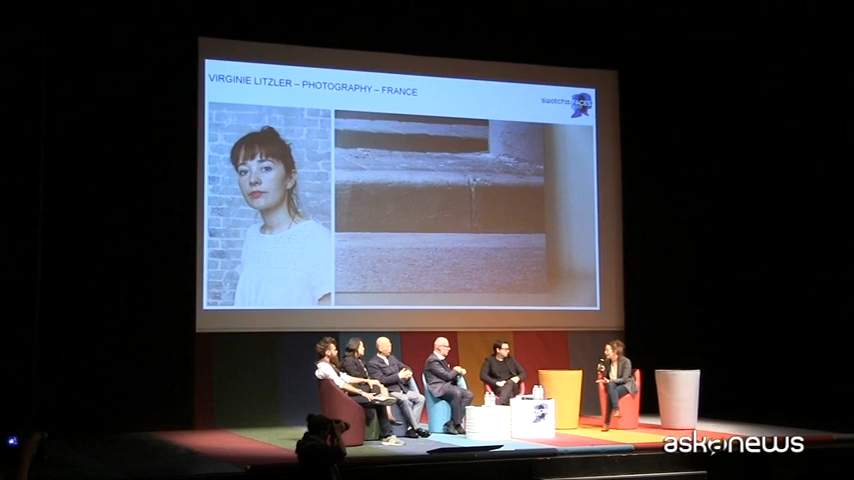 VIRGINIE LITZLER – PHOTOGRAPHY – FRANCE
swatch FACES
askanews